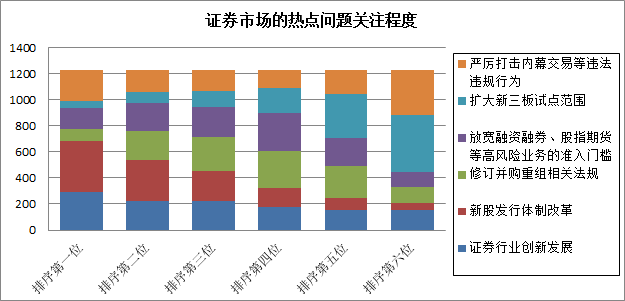 证券市场的热点问题关注程度
1400
1200
1000
800
600
400
200
0
排序第一位
排序第二位
排序第三位
排序第四位
排序第五位
排序第六位
严厉打击内幕交易等违法
违规行为
扩大新三板试点范围
放宽融资融券、股指期货
等高风险业务的准入门槛
修订并购重组相关法规
新股发行体制改革
证券行业创新发展